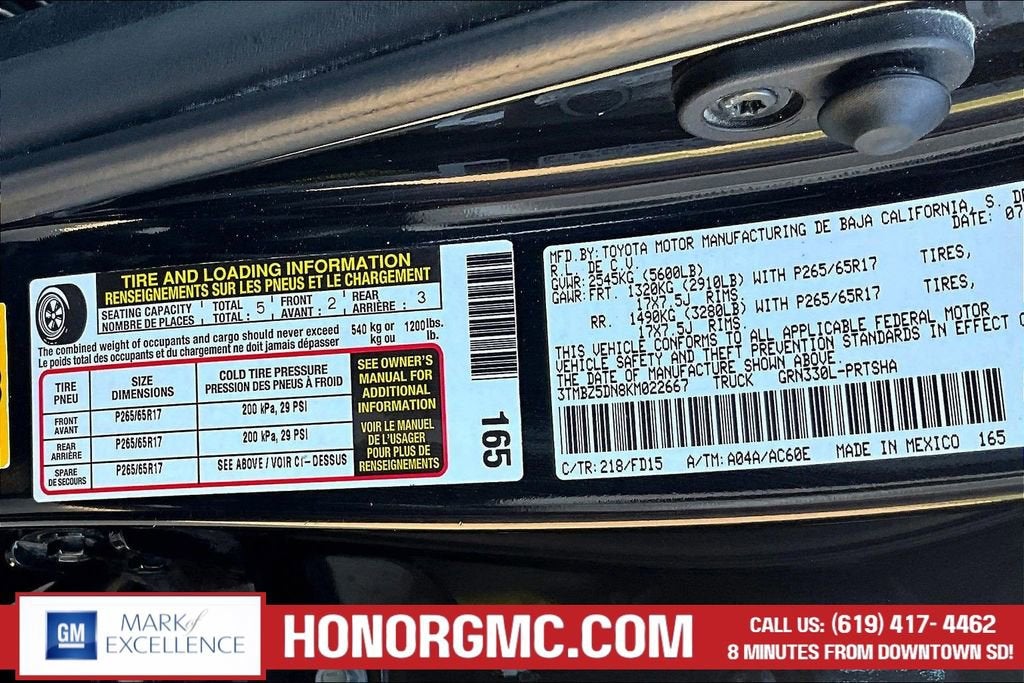 TIRE AND LOADING INFORMATION
RENSEIGNEMENTS SUR LES PNEUS ET LE CHARGEMENT
SEATING CAPACITY TOTAL 5 FRONT 2 REAR 3
NOMBRE DE PLACES TOTAL : AVANT : ARRIÈRE :
The combined weight of occupants and cargo should never exceed 540 kg or 1200 lbs.
Le poids total des occupants et du chargement ne doit jamais dépasser kg ou lb.
TIRE SIZE COLD TIRE PRESSURE
PNEU DIMENSIONS PRESSION DES PNEUS À FROID
FRONT P265/65R17 200 kPa, 29 PSI
AVANT
REAR P265/65R17 200 kPa, 29 PSI
ARRIÈRE
SPARE P265/65R17 SEE ABOVE / VOIR CI-DESSUS
DE SECOURS
SEE OWNER'S
MANUAL FOR
ADDITIONAL
INFORMATION
VOIR LE MANUEL
DE L'USAGER
POUR PLUS DE
RENSEIGNEMENTS
165
MFD.BY:TOYOTA MOTOR MANUFACTURING DE BAJA CALIFORNIA, S. DE
R.L. DE C.V. DATE: 07
GVWR:2545KG (5600LB)
GAWR:FRT. 1320KG (2910LB) WITH P265/65R17 TIRES,
17X7.5J RIMS
RR. 1490KG (3280LB) WITH P265/65R17 TIRES,
17X7.5J RIMS
THIS VEHICLE CONFORMS TO ALL APPLICABLE FEDERAL MOTOR
VEHICLE SAFETY AND THEFT PREVENTION STANDARDS IN EFFECT
THE DATE OF MANUFACTURE SHOWN ABOVE.
3TMBZ5DN8KM022667 TRUCK GRN330L-PRTSHA
C/TR: 218/FD15 A/TM: A04A/AC60E MADE IN MEXICO 165
GM MARK of EXCELLENCE
HONORGMC.COM
CALL US: (619) 417- 4462
8 MINUTES FROM DOWNTOWN SD!